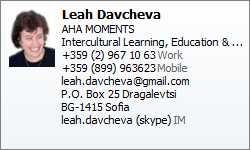 Leah Davcheva
AHA MOMENTS
Intercultural Learning, Education & ...
+359 (2) 967 10 63 Work
+359 (899) 963623 Mobile
leah.davcheva@gmail.com
P.O. Box 25 Dragalevtsi
BG-1415 Sofia
leah.davcheva (skype) IM